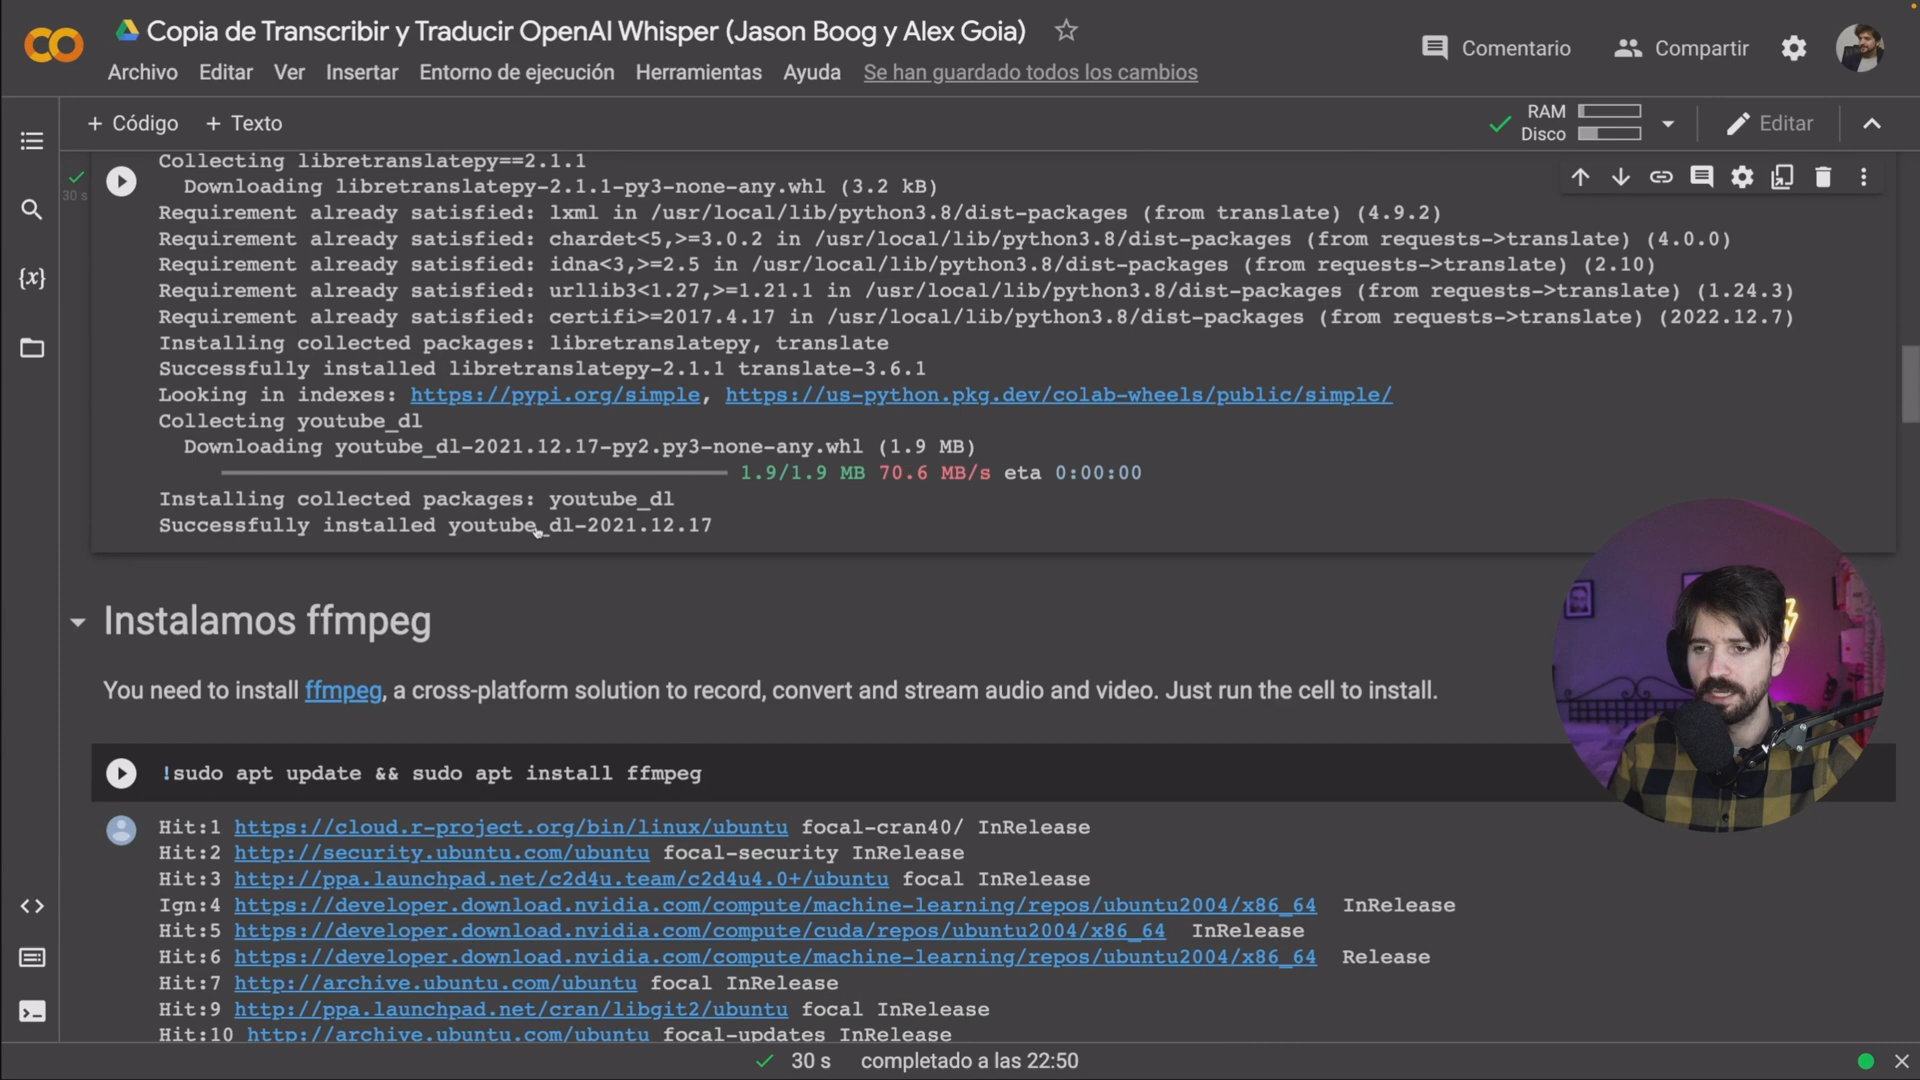 Copia de Transcribir y Traducir OpenAI Whisper (Jason Boog y Alex Goia)
Comentario
Compartir
Archivo Editar Ver Insertar Entorno de ejecución Herramientas Ayuda Se han guardado todos los cambios
+ Código + Texto
RAM
Disco
Editar
30 s
Collecting libretranslatepy==2.1.1
Downloading libretranslatepy-2.1.1-py3-none-any.whl (3.2 kB)
Requirement already satisfied: lxml in /usr/local/lib/python3.8/dist-packages (from translate) (4.9.2)
Requirement already satisfied: chardet<5,>=3.0.2 in /usr/local/lib/python3.8/dist-packages (from requests->translate) (4.0.0)
Requirement already satisfied: idna<3,>=2.5 in /usr/local/lib/python3.8/dist-packages (from requests->translate) (2.10)
Requirement already satisfied: urllib3<1.27,>=1.21.1 in /usr/local/lib/python3.8/dist-packages (from requests->translate) (1.24.3)
Requirement already satisfied: certifi>=2017.4.17 in /usr/local/lib/python3.8/dist-packages (from requests->translate) (2022.12.7)
Installing collected packages: libretranslatepy, translate
Successfully installed libretranslatepy-2.1.1 translate-3.6.1
Looking in indexes: https://pypi.org/simple, https://us-python.pkg.dev/colab-wheels/public/simple/
Collecting youtube_dl
Downloading youtube_dl-2021.12.17-py2.py3-none-any.whl (1.9 MB)
1.9/1.9 MB 70.6 MB/s eta 0:00:00
Installing collected packages: youtube_dl
Successfully installed youtube_dl-2021.12.17
Instalamos ffmpeg
You need to install ffmpeg, a cross-platform solution to record, convert and stream audio and video. Just run the cell to install.
!sudo apt update && sudo apt install ffmpeg
Hit:1 https://cloud.r-project.org/bin/linux/ubuntu focal-cran40/ InRelease
Hit:2 http://security.ubuntu.com/ubuntu focal-security InRelease
Hit:3 http://ppa.launchpad.net/c2d4u.team/c2d4u4.0+/ubuntu focal InRelease
Ign:4 https://developer.download.nvidia.com/compute/machine-learning/repos/ubuntu2004/x86_64 InRelease
Hit:5 https://developer.download.nvidia.com/compute/cuda/repos/ubuntu2004/x86_64 InRelease
Hit:6 https://developer.download.nvidia.com/compute/machine-learning/repos/ubuntu2004/x86_64 Release
Hit:7 http://archive.ubuntu.com/ubuntu focal InRelease
Hit:9 http://ppa.launchpad.net/cran/libgit2/ubuntu focal InRelease
Hit:10 http://archive.ubuntu.com/ubuntu focal-updates InRelease
30 s completado a las 22:50